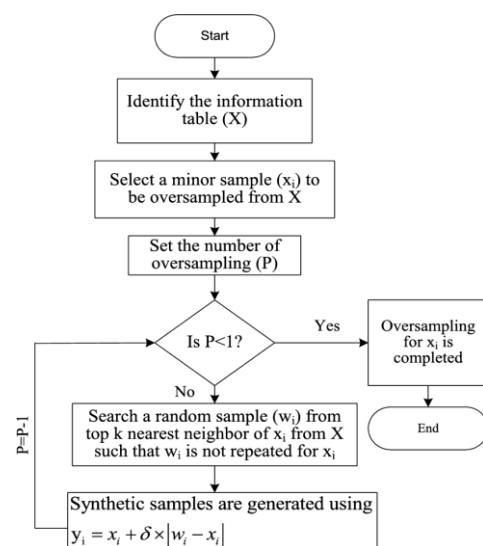 Start
Identify the information
table (X)
Select a minor sample (xᵢ) to
be oversampled from X
Set the number of
oversampling (P)
Is P<1?
Yes
Oversampling
for xᵢ is
completed
End
No
Search a random sample (wᵢ) from
top k nearest neighbor of xᵢ from X
such that wᵢ is not repeated for xᵢ
P=P-1
Synthetic samples are generated using
yᵢ = xᵢ + δ × |wᵢ − xᵢ|